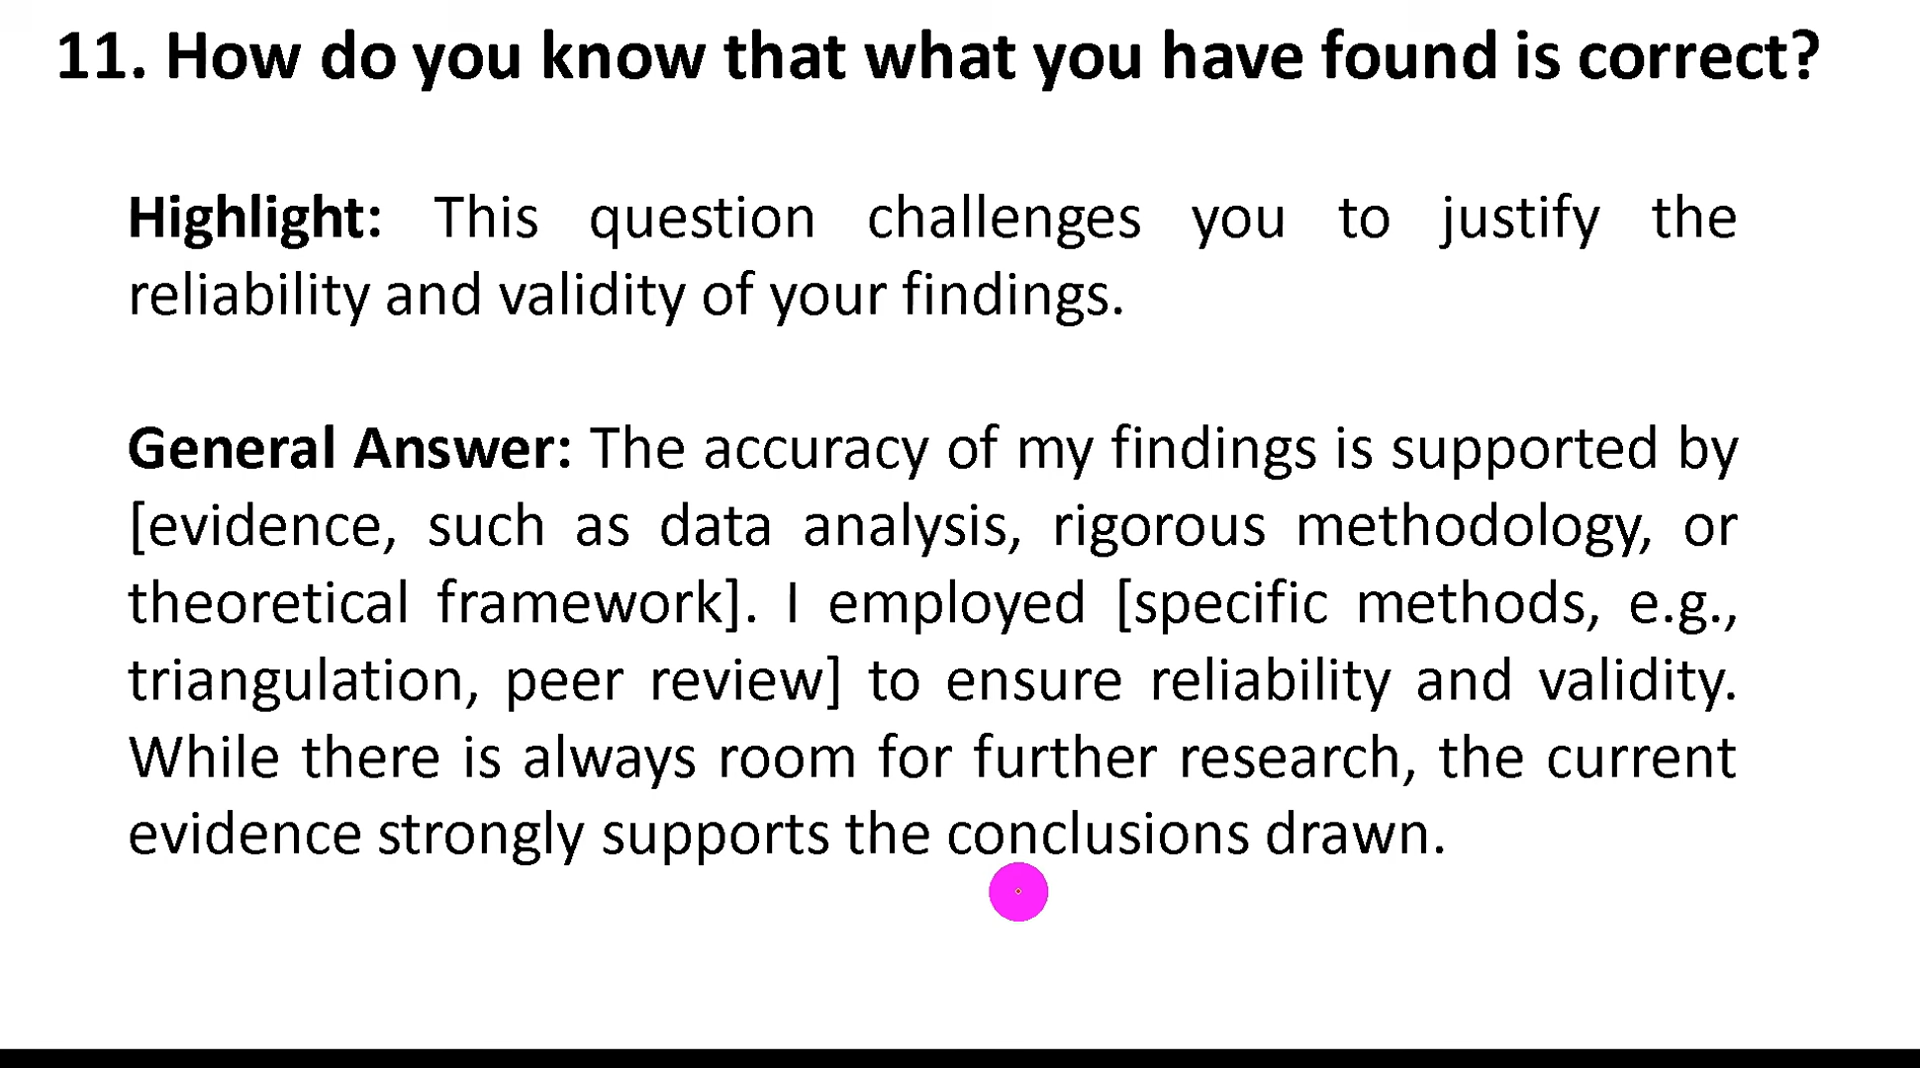 11. How do you know that what you have found is correct?
Highlight: This question challenges you to justify the
reliability and validity of your findings.
General Answer: The accuracy of my findings is supported by
[evidence, such as data analysis, rigorous methodology, or
theoretical framework]. I employed [specific methods, e.g.,
triangulation, peer review] to ensure reliability and validity.
While there is always room for further research, the current
evidence strongly supports the conclusions drawn.